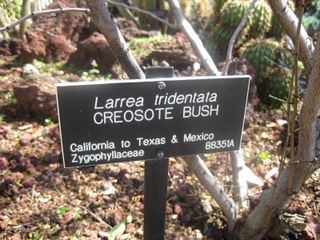 Larrea tridentata
CREOSOTE BUSH
California to Texas & Mexico
Zygophyllaceae 88351A